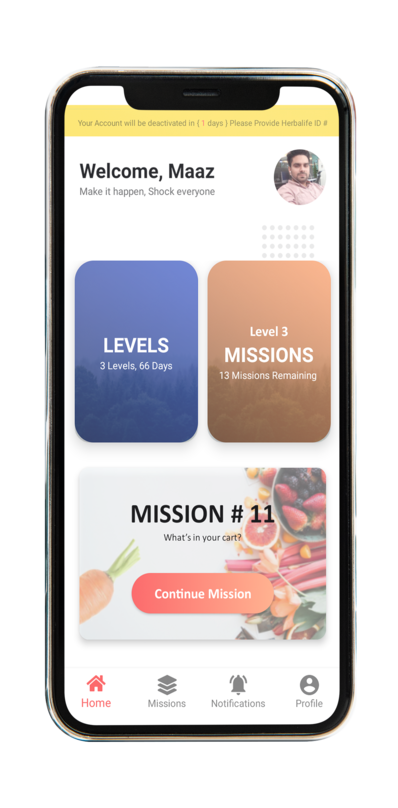 Your Account will be deactivated in { 1 days } Please Provide Herbalife ID #
Welcome, Maaz
Make it happen, Shock everyone
LEVELS
3 Levels, 66 Days
Level 3
MISSIONS
13 Missions Remaining
MISSION # 11
What's in your cart?
Continue Mission
Home
Missions
Notifications
Profile